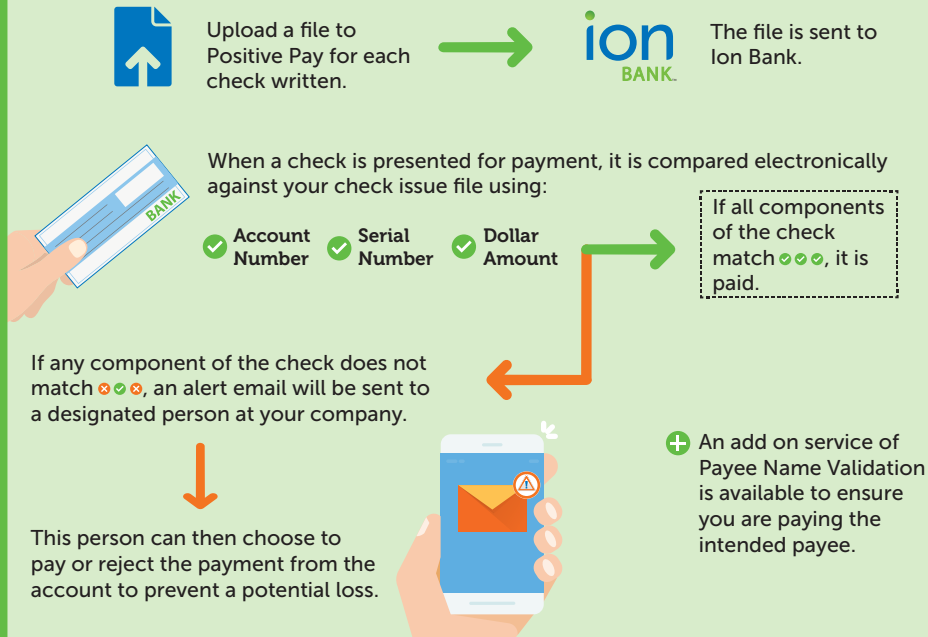 Upload a file to
Positive Pay for each
check written.
ion
BANK
The file is sent to
Ion Bank.
When a check is presented for payment, it is compared electronically
against your check issue file using:
BANK
Account
Number
Serial
Number
Dollar
Amount
If all components
of the check
match , it is
paid.
If any component of the check does not
match , an alert email will be sent to
a designated person at your company.
This person can then choose to
pay or reject the payment from the
account to prevent a potential loss.
An add on service of
Payee Name Validation
is available to ensure
you are paying the
intended payee.